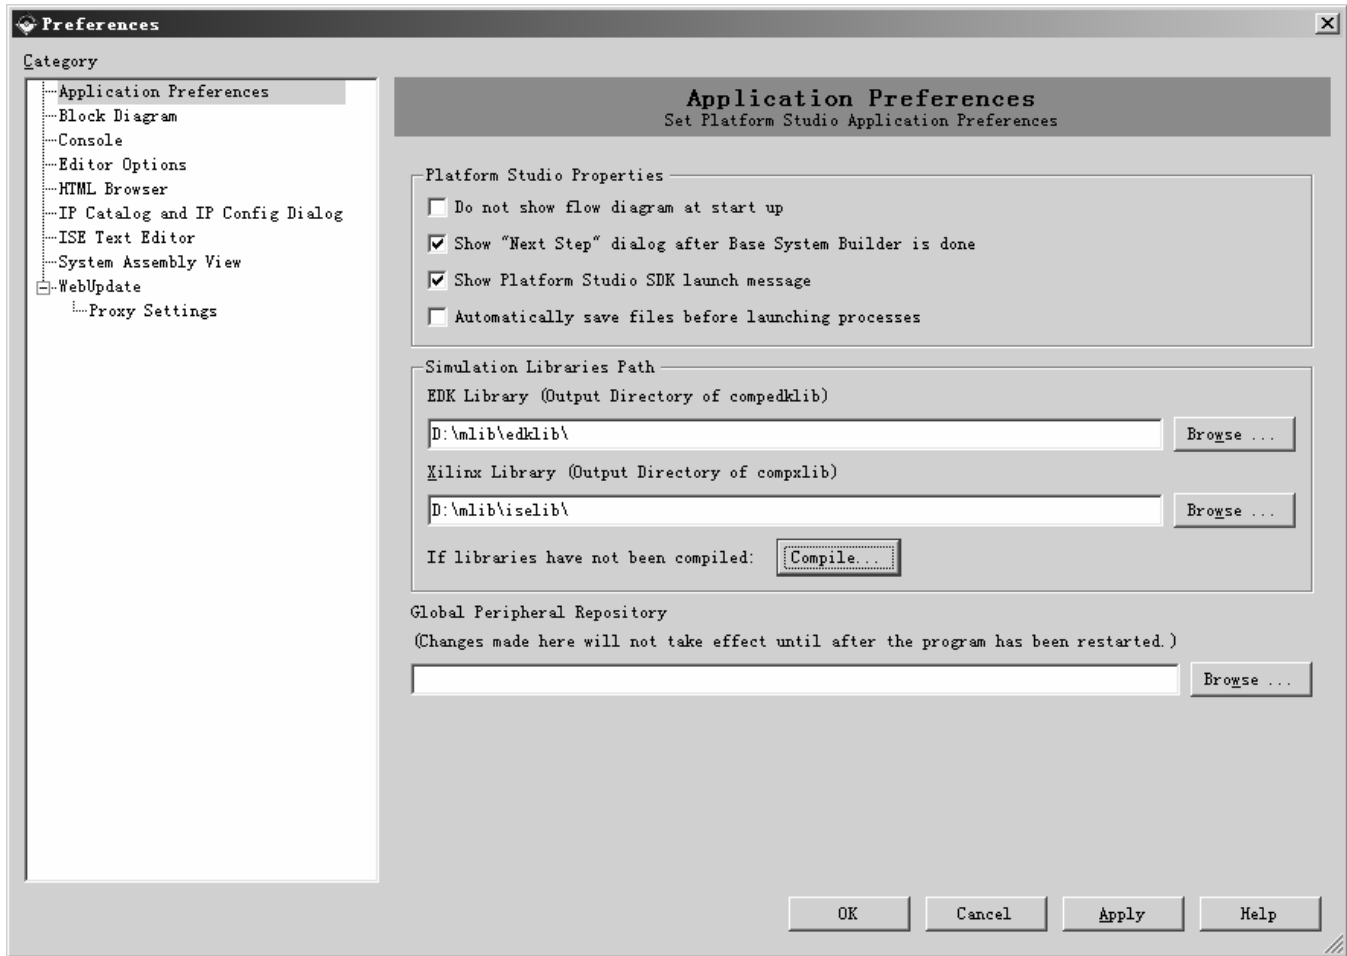 Preferences
Category
Application Preferences
Block Diagram
Console
Editor Options
HTML Browser
IP Catalog and IP Config Dialog
ISE Text Editor
System Assembly View
WebUpdate
Proxy Settings
Application Preferences
Set Platform Studio Application Preferences
Platform Studio Properties
Do not show flow diagram at start up
Show "Next Step" dialog after Base System Builder is done
Show Platform Studio SDK launch message
Automatically save files before launching processes
Simulation Libraries Path
EDK Library (Output Directory of compedklib)
D:\mlib\edklib\
Browse ...
Xilinx Library (Output Directory of compxlib)
D:\mlib\iselib\
Browse ...
If libraries have not been compiled:
Compile...
Global Peripheral Repository
(Changes made here will not take effect until after the program has been restarted.)
Browse ...
OK
Cancel
Apply
Help